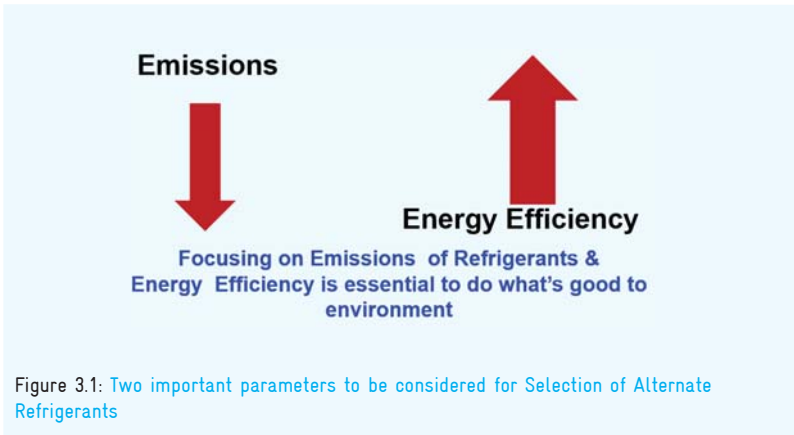 Emissions
Energy Efficiency
Focusing on Emissions of Refrigerants &
Energy Efficiency is essential to do what's good to
environment
Figure 3.1: Two important parameters to be considered for Selection of Alternate
Refrigerants